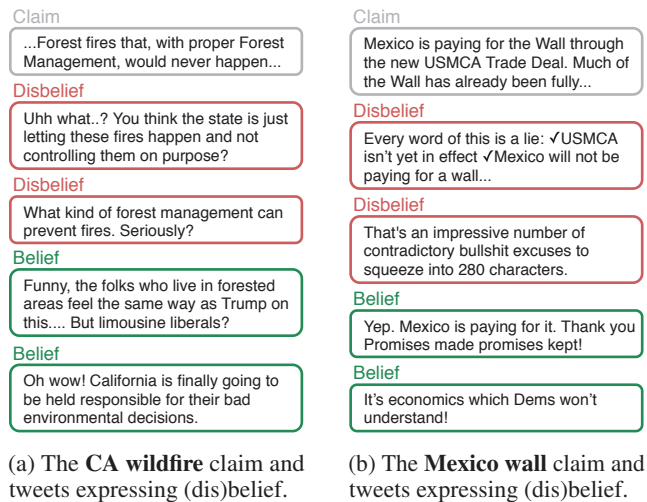 Claim
...Forest fires that, with proper Forest
Management, would never happen...
Disbelief
Uhh what..? You think the state is just
letting these fires happen and not
controlling them on purpose?
Disbelief
What kind of forest management can
prevent fires. Seriously?
Belief
Funny, the folks who live in forested
areas feel the same way as Trump on
this.... But limousine liberals?
Belief
Oh wow! California is finally going to
be held responsible for their bad
environmental decisions.
(a) The CA wildfire claim and
tweets expressing (dis)belief.
Claim
Mexico is paying for the Wall through
the new USMCA Trade Deal. Much of
the Wall has already been fully...
Disbelief
Every word of this is a lie: ✓USMCA
isn't yet in effect ✓Mexico will not be
paying for a wall...
Disbelief
That's an impressive number of
contradictory bullshit excuses to
squeeze into 280 characters.
Belief
Yep. Mexico is paying for it. Thank you
Promises made promises kept!
Belief
It's economics which Dems won't
understand!
(b) The Mexico wall claim and
tweets expressing (dis)belief.